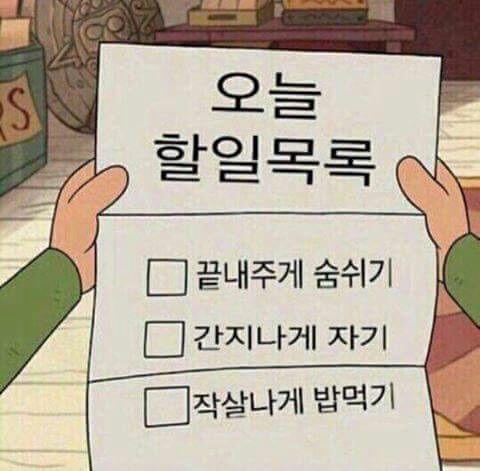 오늘
할일목록
끝내주게 숨쉬기
간지나게 자기
작살나게 밥먹기
RS